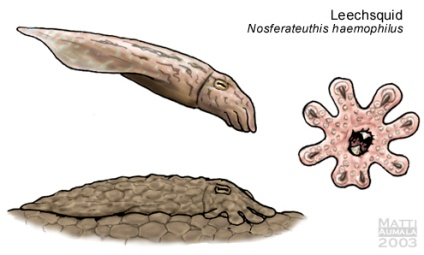 Leechsquid
Nosferateuthis haemophilus
MATTI
AUMALA
2003